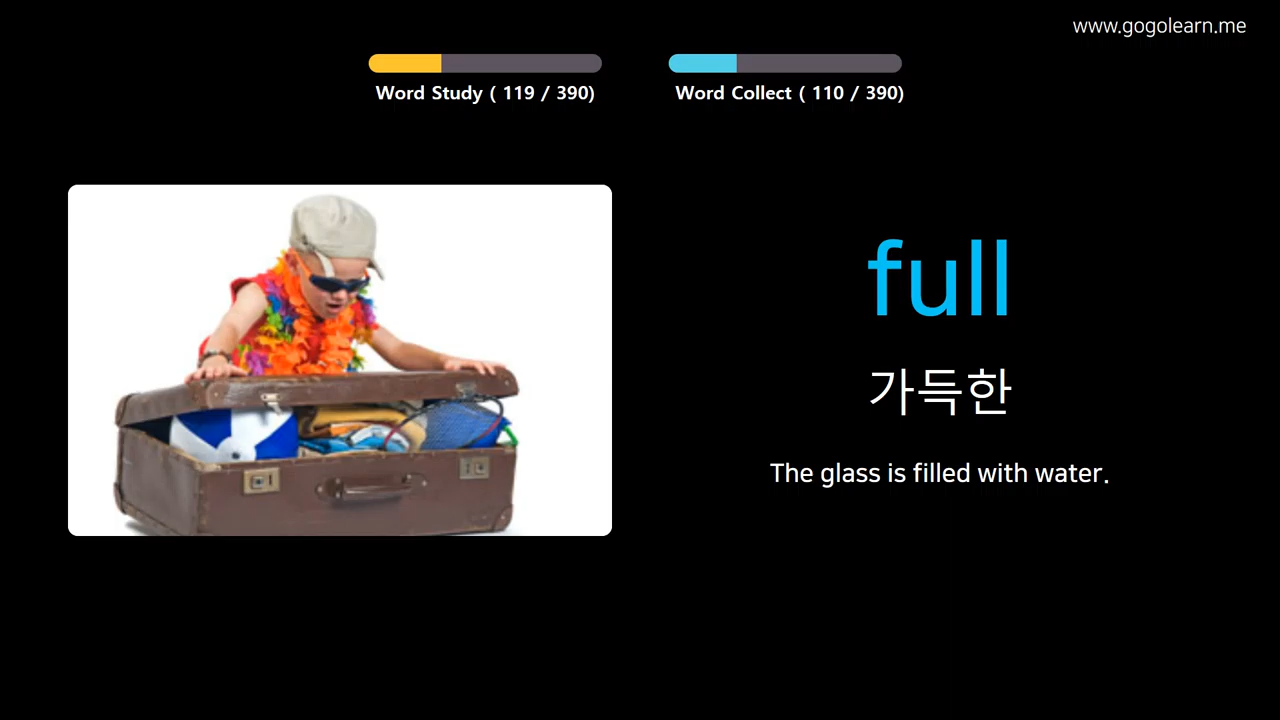 www.gogolearn.me
Word Study ( 119 / 390)
Word Collect ( 110 / 390)
full
가득한
The glass is filled with water.